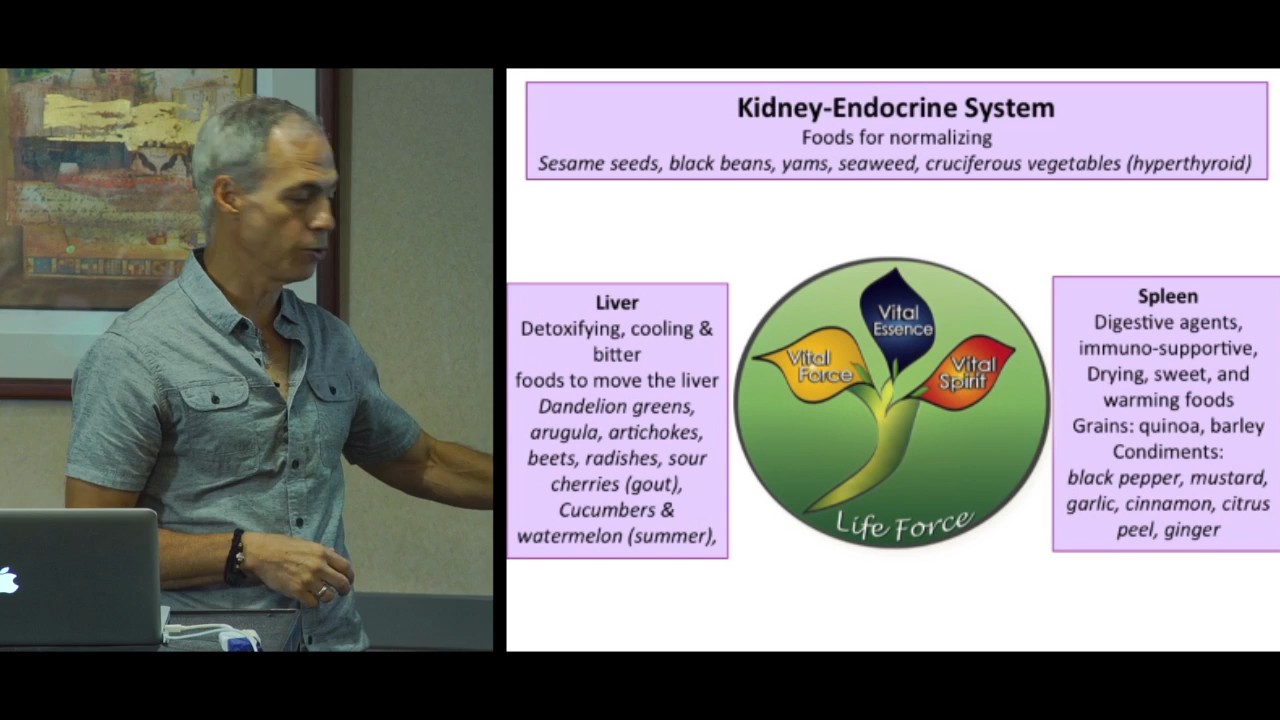 Kidney-Endocrine System
Foods for normalizing
Sesame seeds, black beans, yams, seaweed, cruciferous vegetables (hyperthyroid)
Liver
Detoxifying, cooling &
bitter
foods to move the liver
Dandelion greens,
arugula, artichokes,
beets, radishes, sour
cherries (gout),
Cucumbers &
watermelon (summer),
Vital
Essence
Vital
Force
Vital
Spirit
Life Force
Spleen
Digestive agents,
immuno-supportive,
Drying, sweet, and
warming foods
Grains: quinoa, barley
Condiments:
black pepper, mustard,
garlic, cinnamon, citrus
peel, ginger